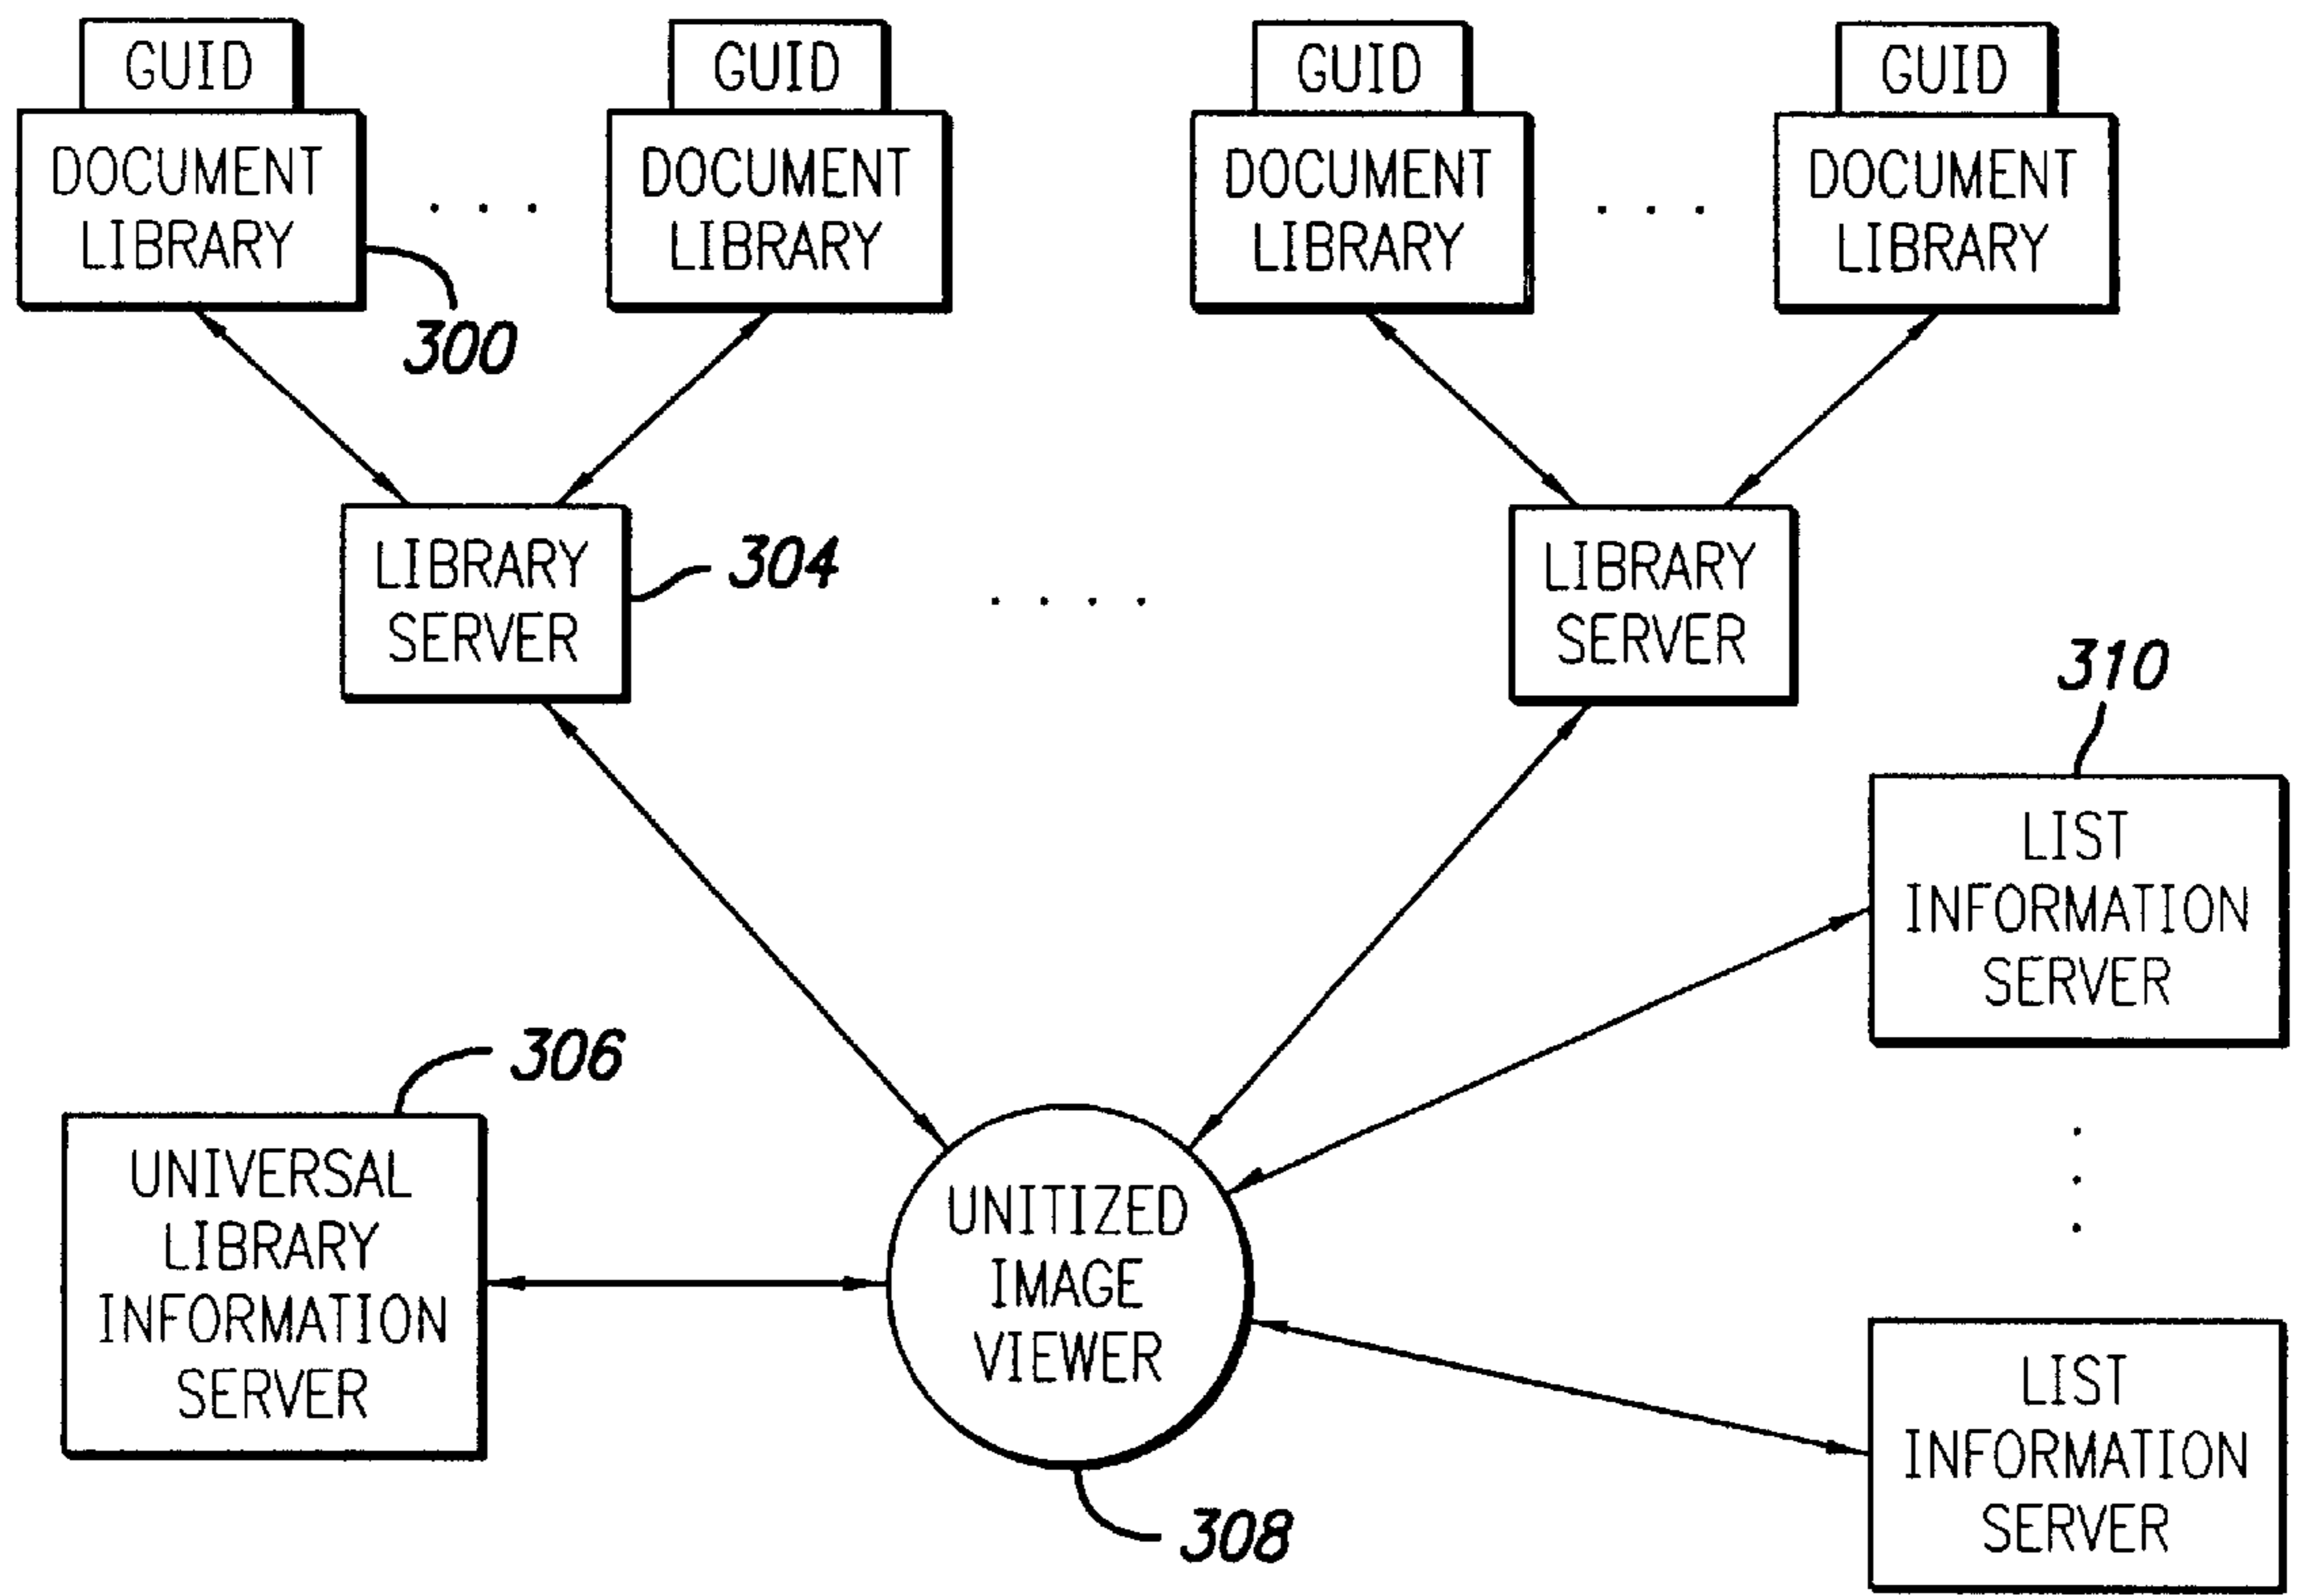 GUID
GUID
GUID
GUID
DOCUMENT
LIBRARY
DOCUMENT
LIBRARY
DOCUMENT
LIBRARY
DOCUMENT
LIBRARY
300
LIBRARY
SERVER
304
LIBRARY
SERVER
310
LIST
INFORMATION
SERVER
306
UNIVERSAL
LIBRARY
INFORMATION
SERVER
UNITIZED
IMAGE
VIEWER
308
LIST
INFORMATION
SERVER